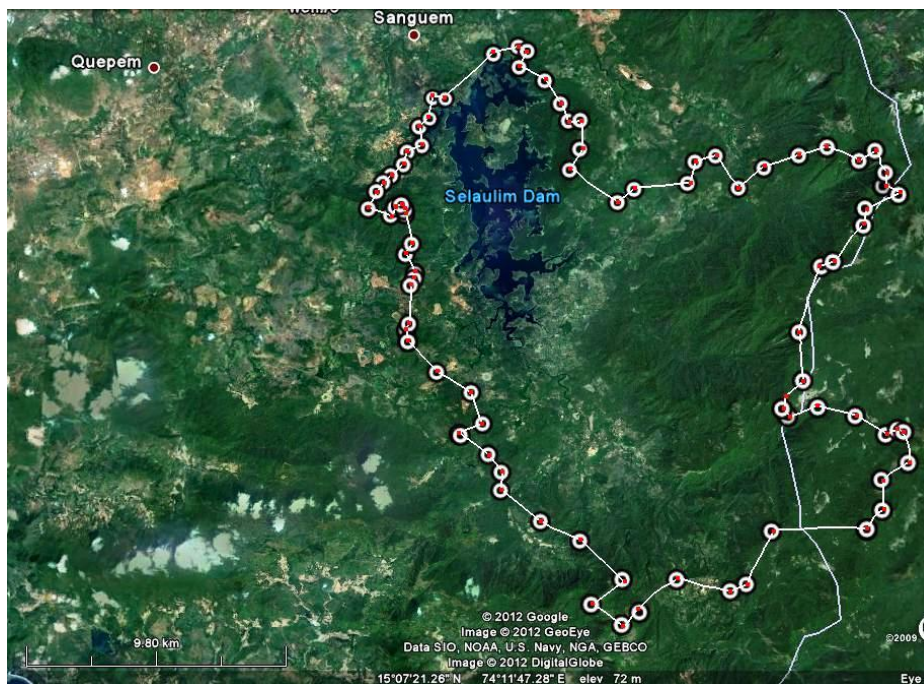 Sanguem
Quepem
Selaulim Dam
© 2012 Google
Image © 2012 GeoEye
Data SIO, NOAA, U.S. Navy, NGA, GEBCO
Image © 2012 DigitalGlobe
©2009
9.80 km
15°07'21.26" N 74°11'47.28" E elev 72 m
Eye